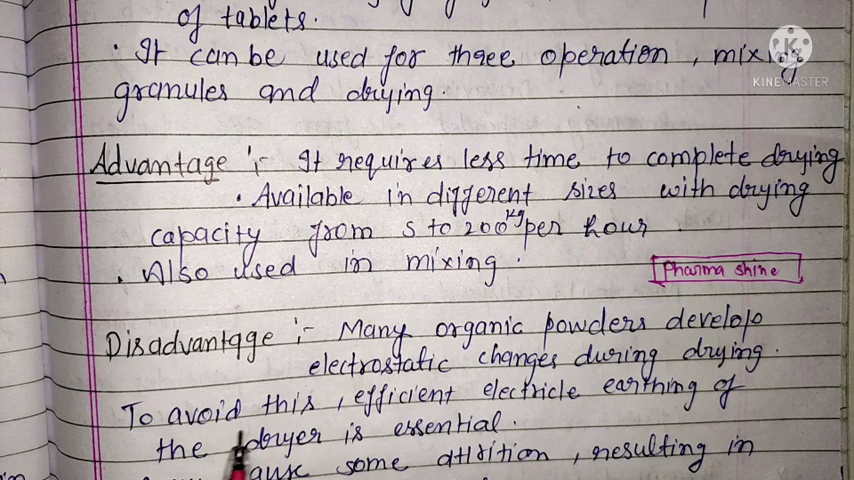 of tablets.
· It can be used for three operation, mixing
granules and drying.
KINEMASTER
Advantage :- It requires less time to complete drying
· Available in different sizes with drying
capacity from 5 to 200 kg per hour.
· Also used in mixing.
Pharma shine
Disadvantage :- Many organic powders develop
electrostatic changes during drying.
To avoid this, efficient electricle earthing of
the dryer is essential.
some attrition, resulting in